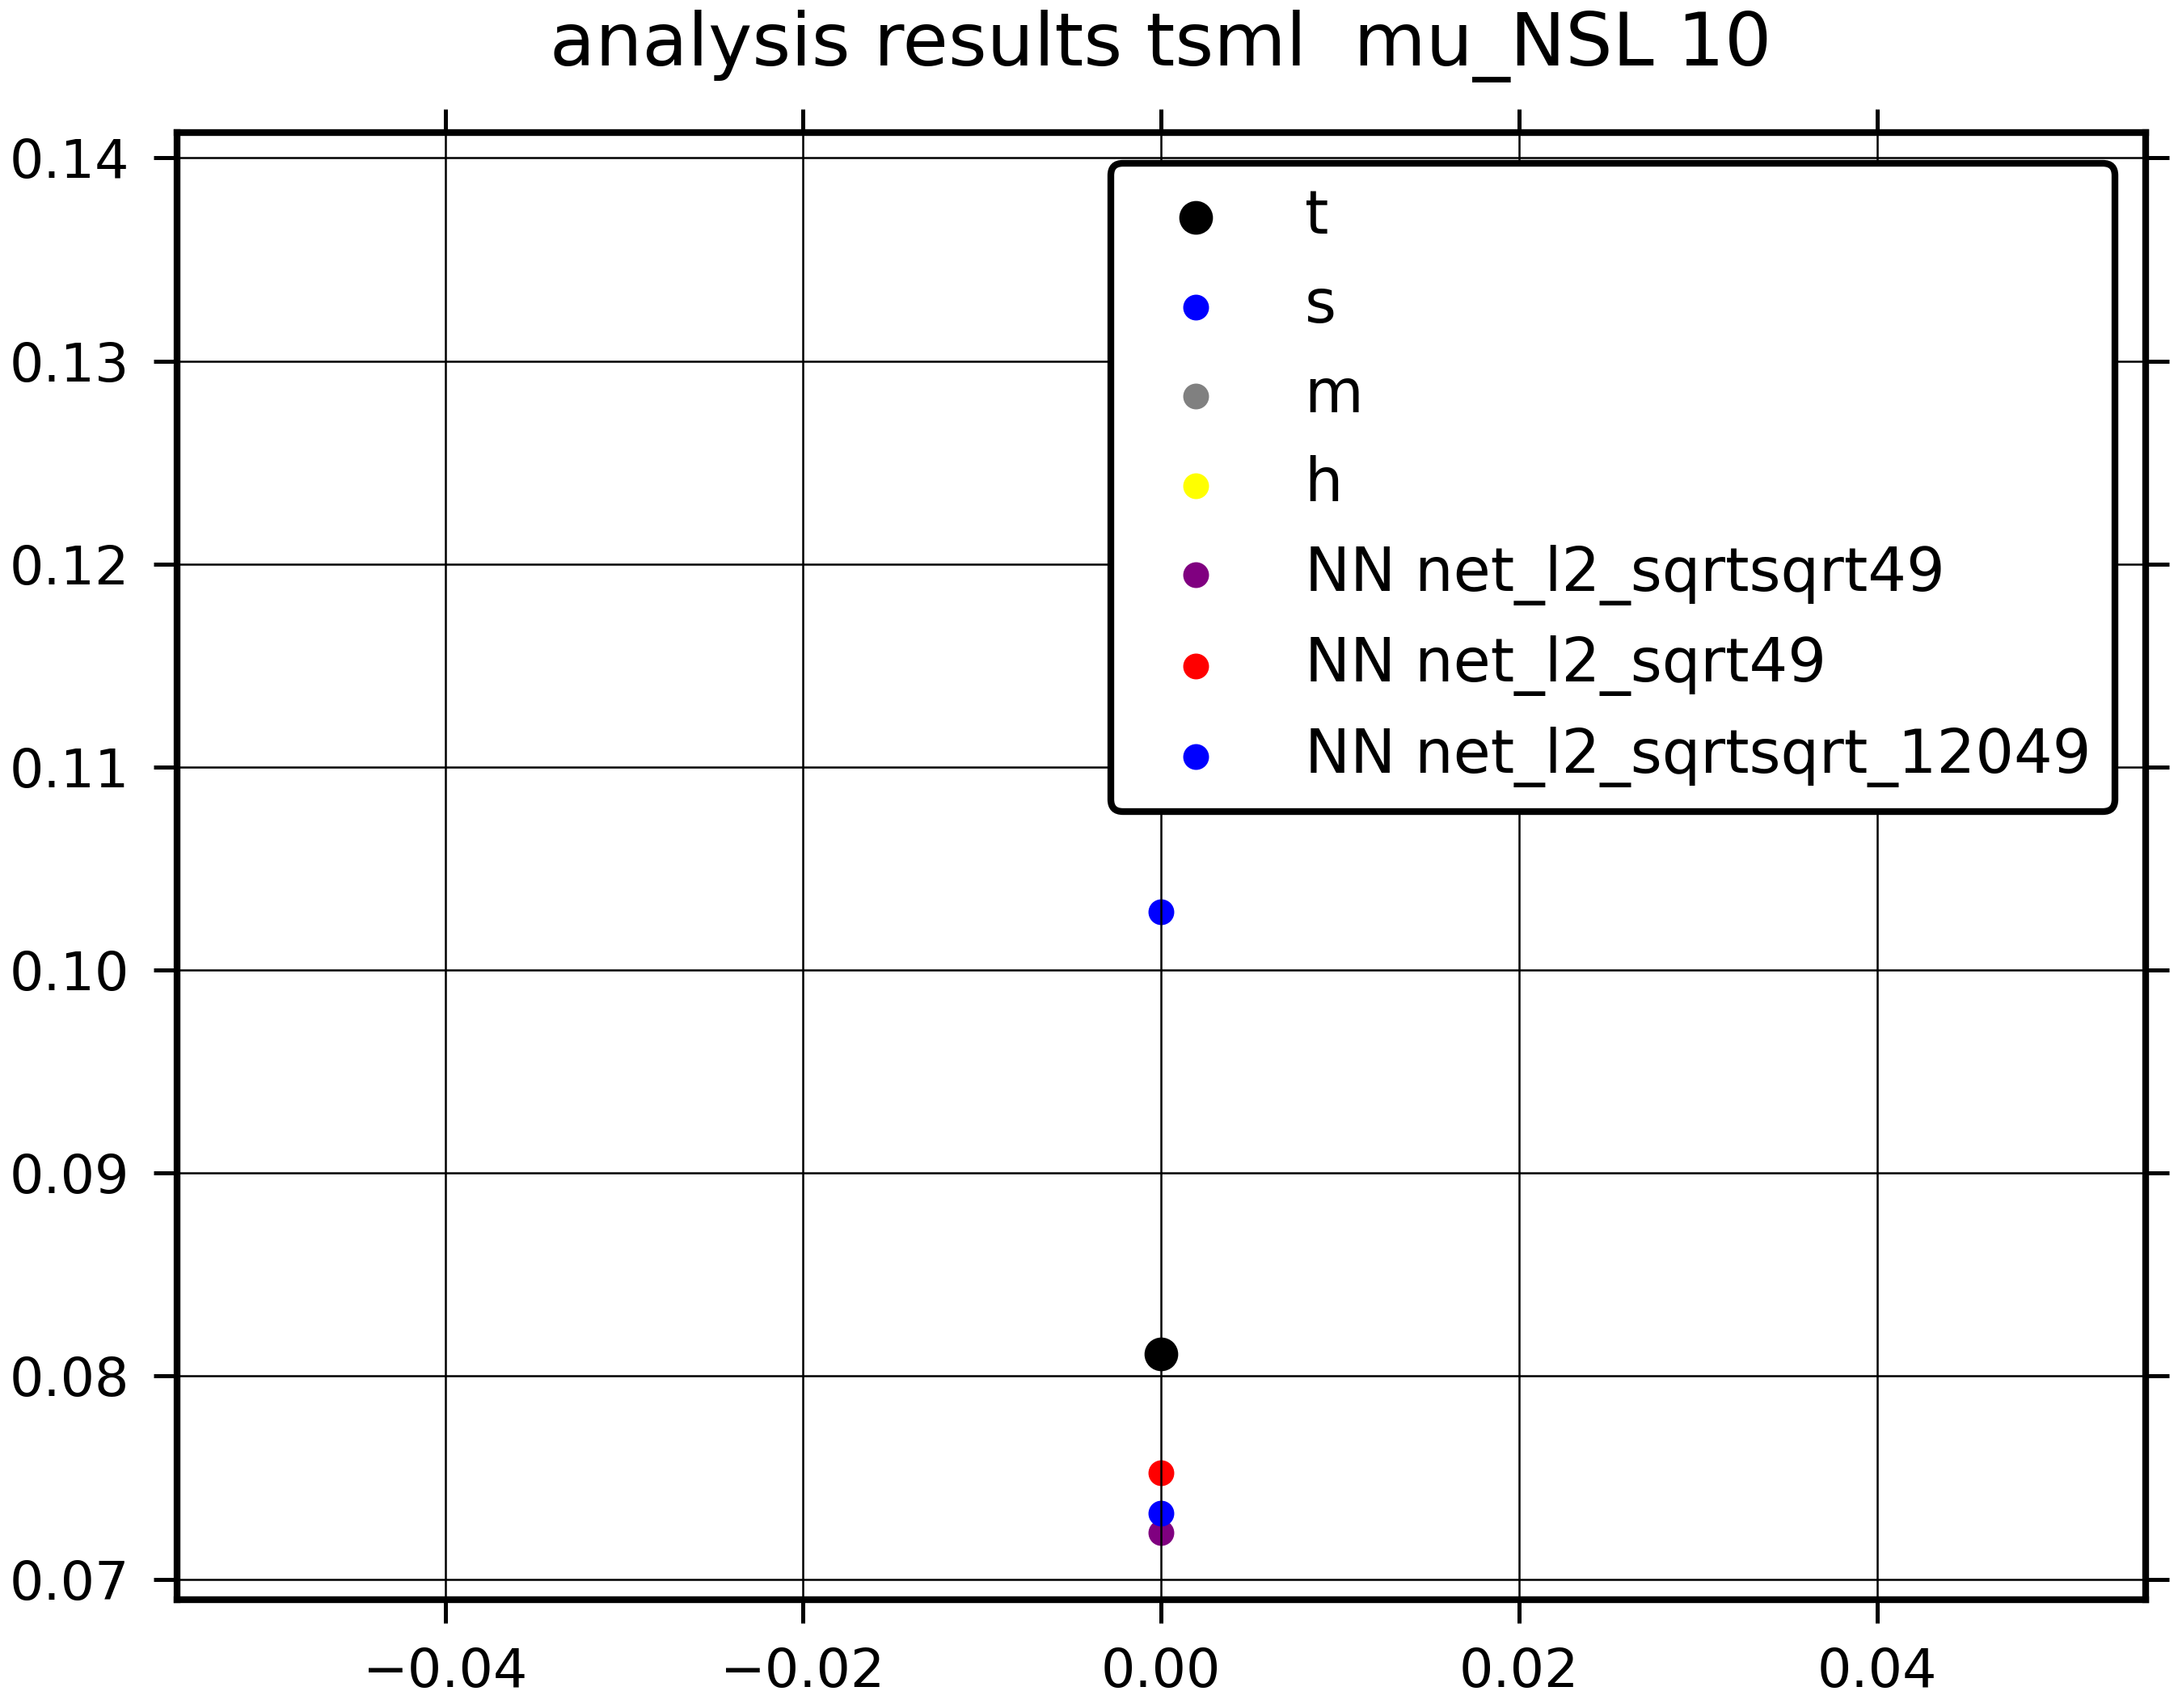 analysis results tsml  mu_NSL 10
0.14
0.13
0.12
0.11
0.10
0.09
0.08
0.07
t
s
m
h
NN net_l2_sqrtsqrt49
NN net_l2_sqrt49
NN net_l2_sqrtsqrt_12049
−0.04 −0.02 0.00 0.02 0.04